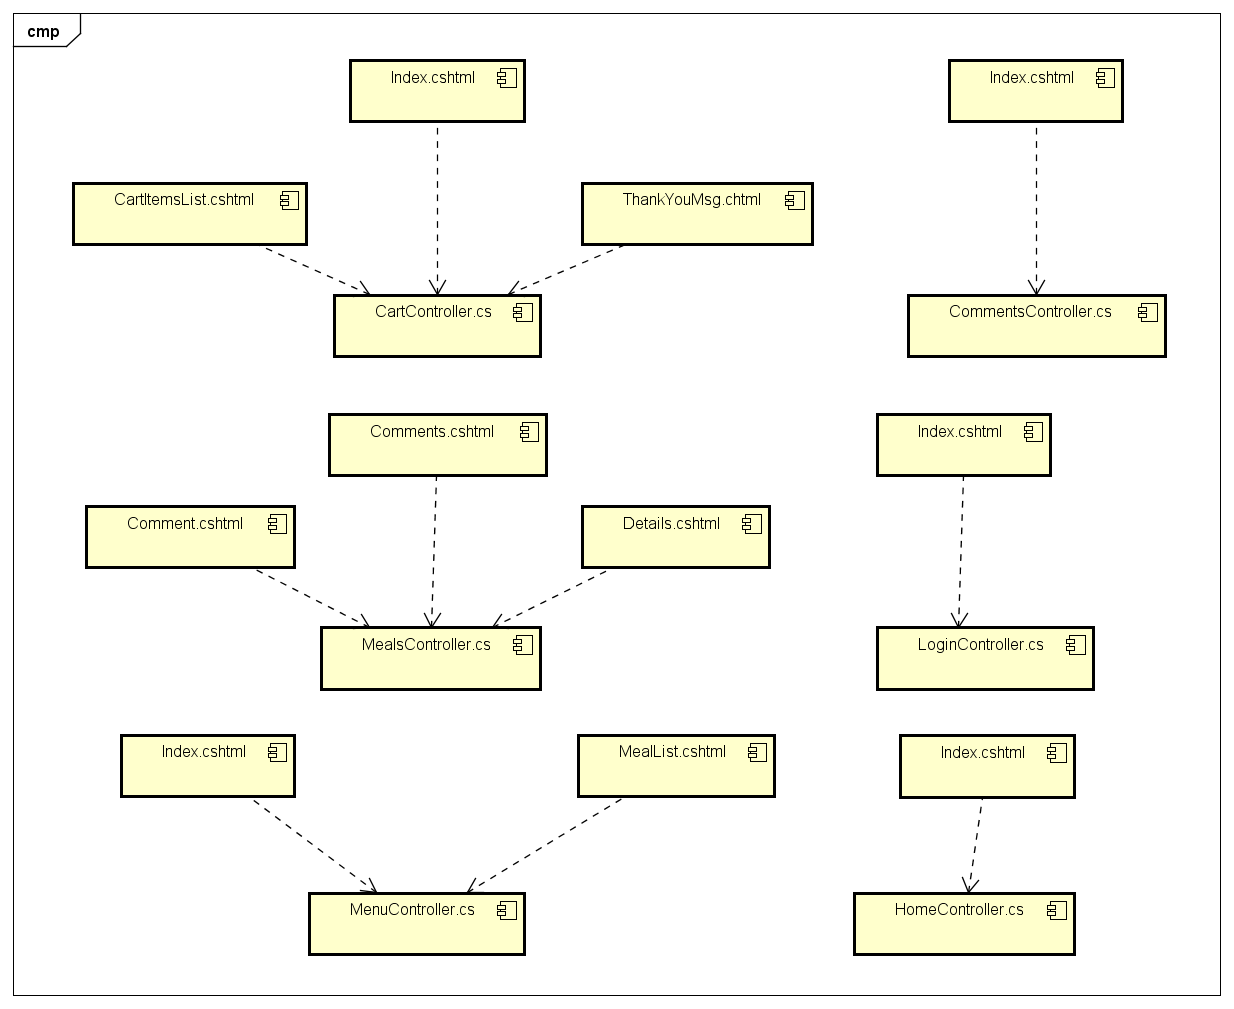 cmp
Index.cshtml
Index.cshtml
CartItemsList.cshtml
ThankYouMsg.chtml
CartController.cs
CommentsController.cs
Comments.cshtml
Index.cshtml
Comment.cshtml
Details.cshtml
MealsController.cs
LoginController.cs
Index.cshtml
MealList.cshtml
Index.cshtml
MenuController.cs
HomeController.cs